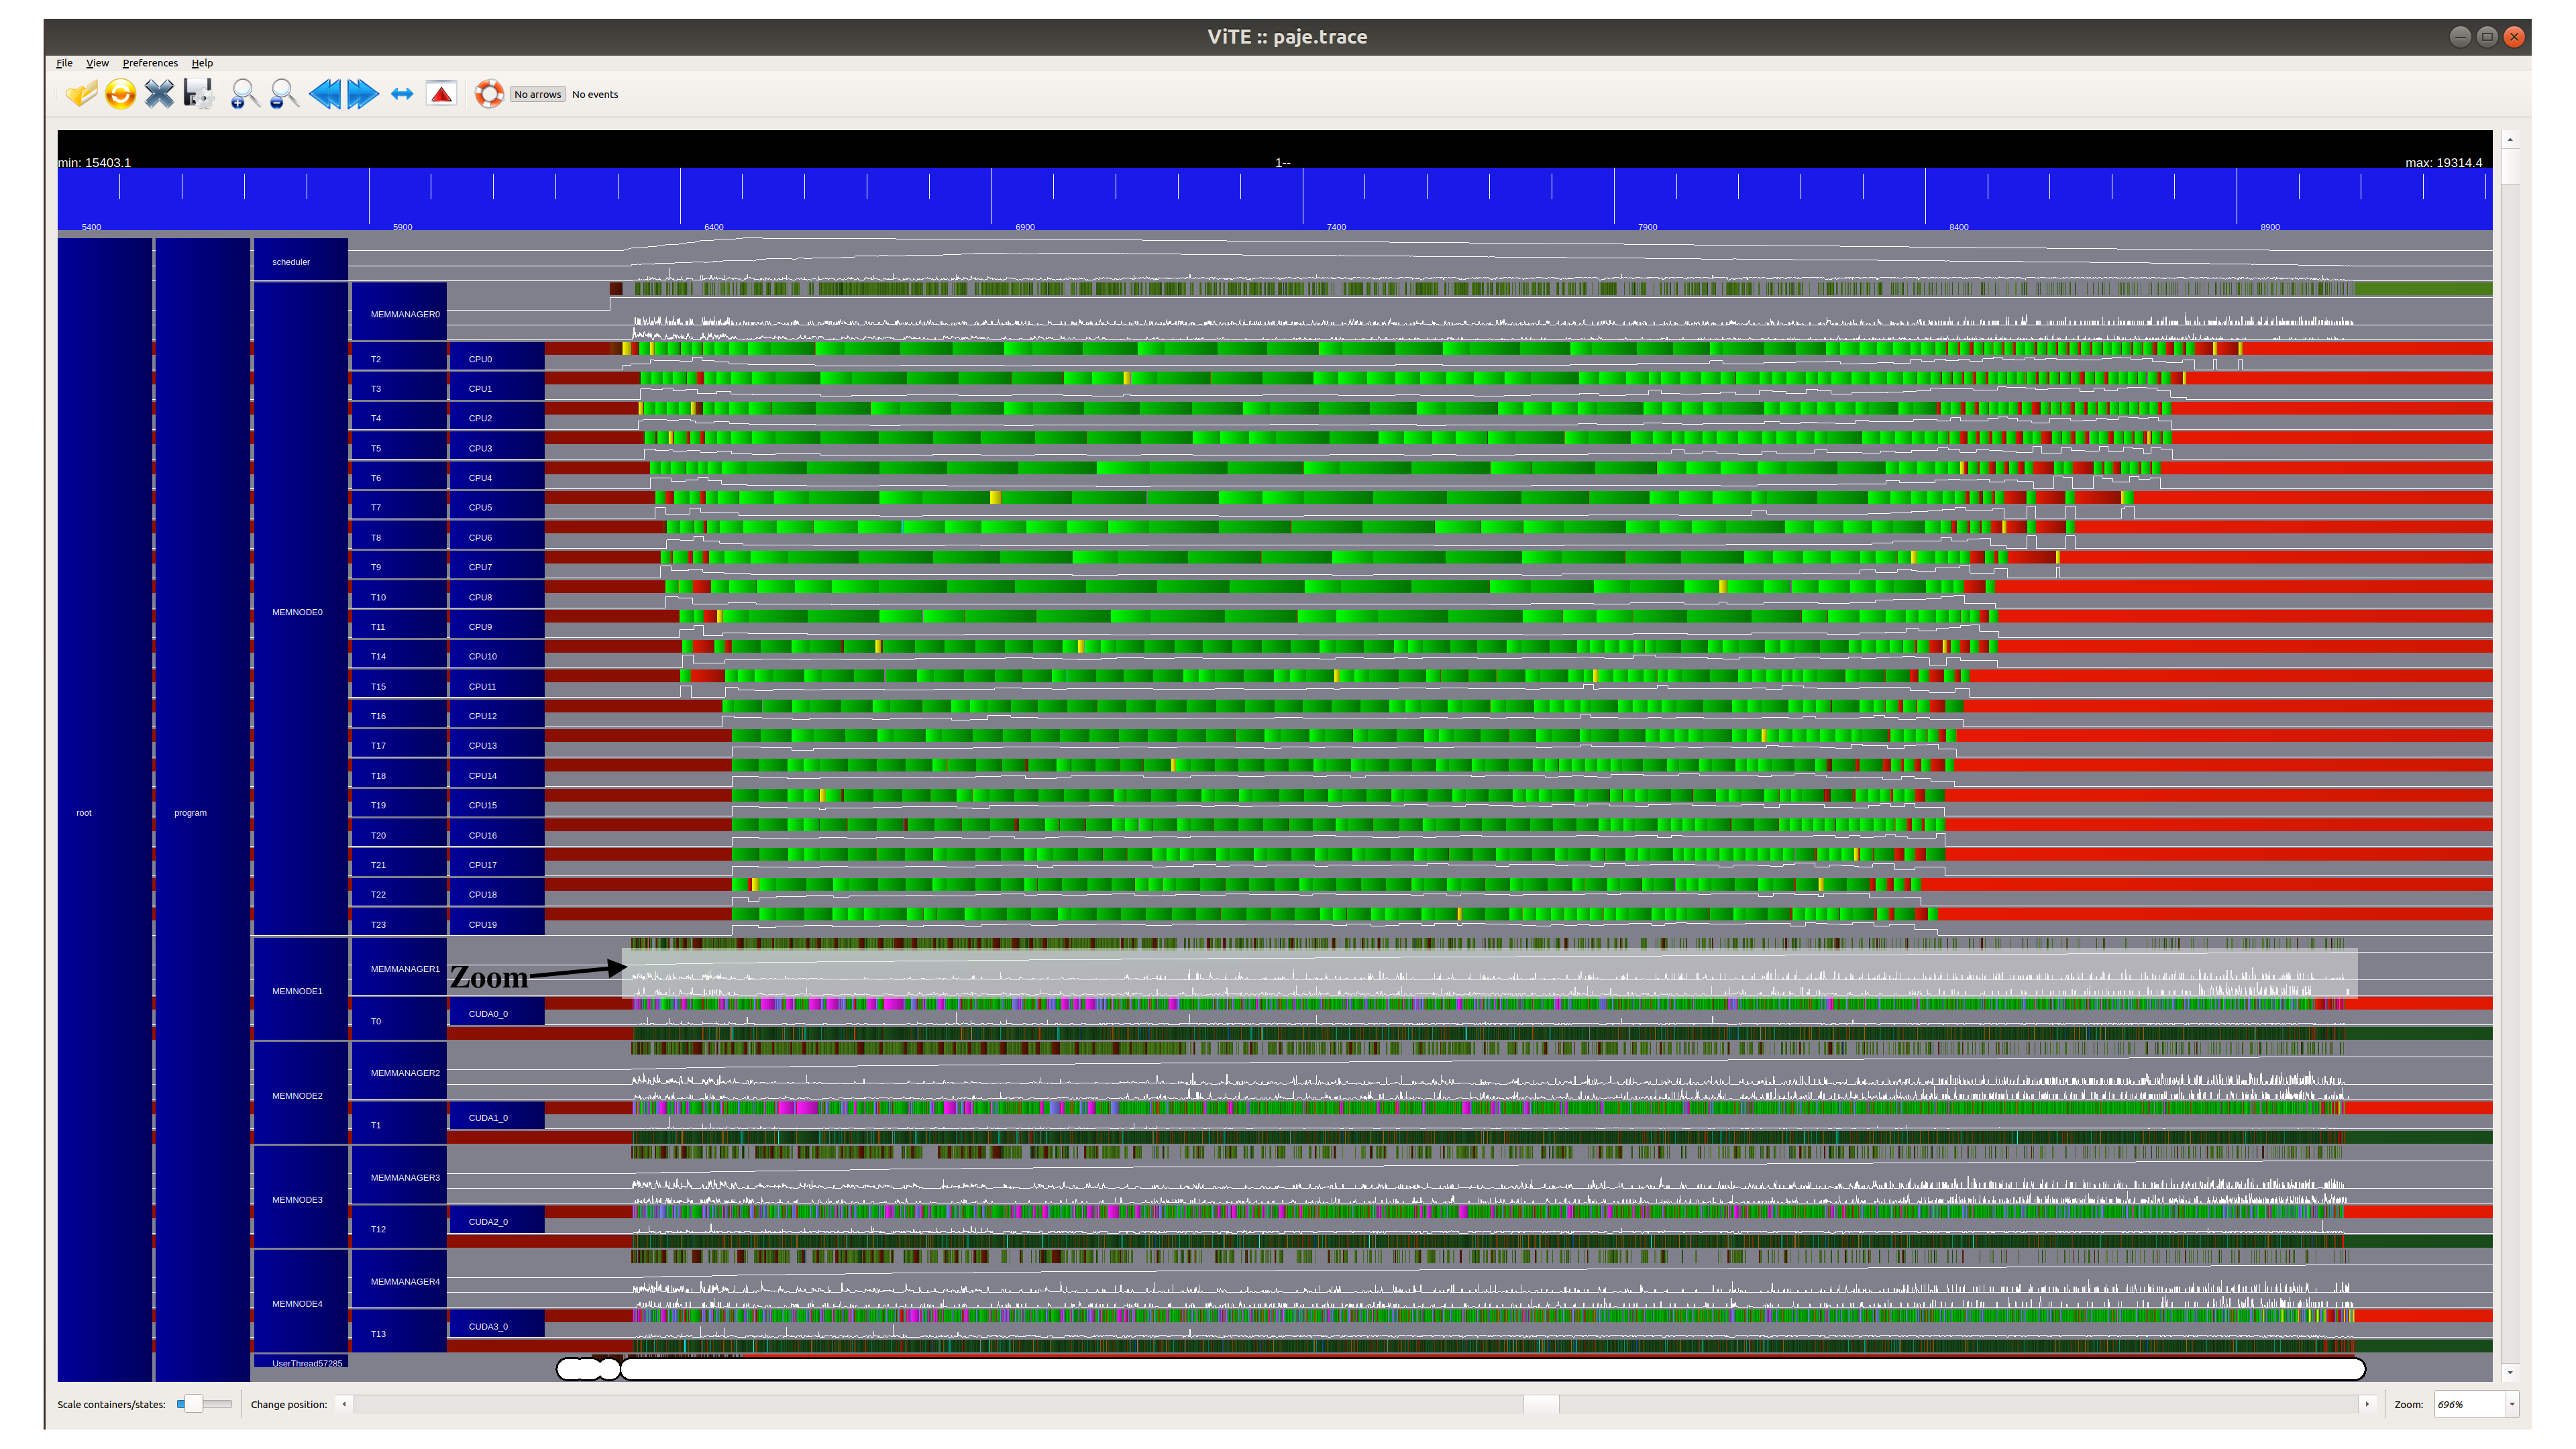 ViTE :: paje.trace
File View Preferences Help
No arrows No events
min: 15403.1 1-- max: 19314.4
5400 5900 6400 6900 7400 7900 8400 8900
scheduler
MEMMANAGER0
T2 CPU0
T3 CPU1
T4 CPU2
T5 CPU3
T6 CPU4
T7 CPU5
T8 CPU6
T9 CPU7
T10 CPU8
MEMNODE0
T11 CPU9
T14 CPU10
T15 CPU11
T16 CPU12
T17 CPU13
T18 CPU14
T19 CPU15
root program
T20 CPU16
T21 CPU17
T22 CPU18
T23 CPU19
MEMMANAGER1
Zoom
MEMNODE1
CUDA0_0
T0
MEMMANAGER2
MEMNODE2
CUDA1_0
T1
MEMMANAGER3
MEMNODE3
CUDA2_0
T12
MEMMANAGER4
MEMNODE4
CUDA3_0
T13
UserThread57285
Scale containers/states: Change position: Zoom: 696%